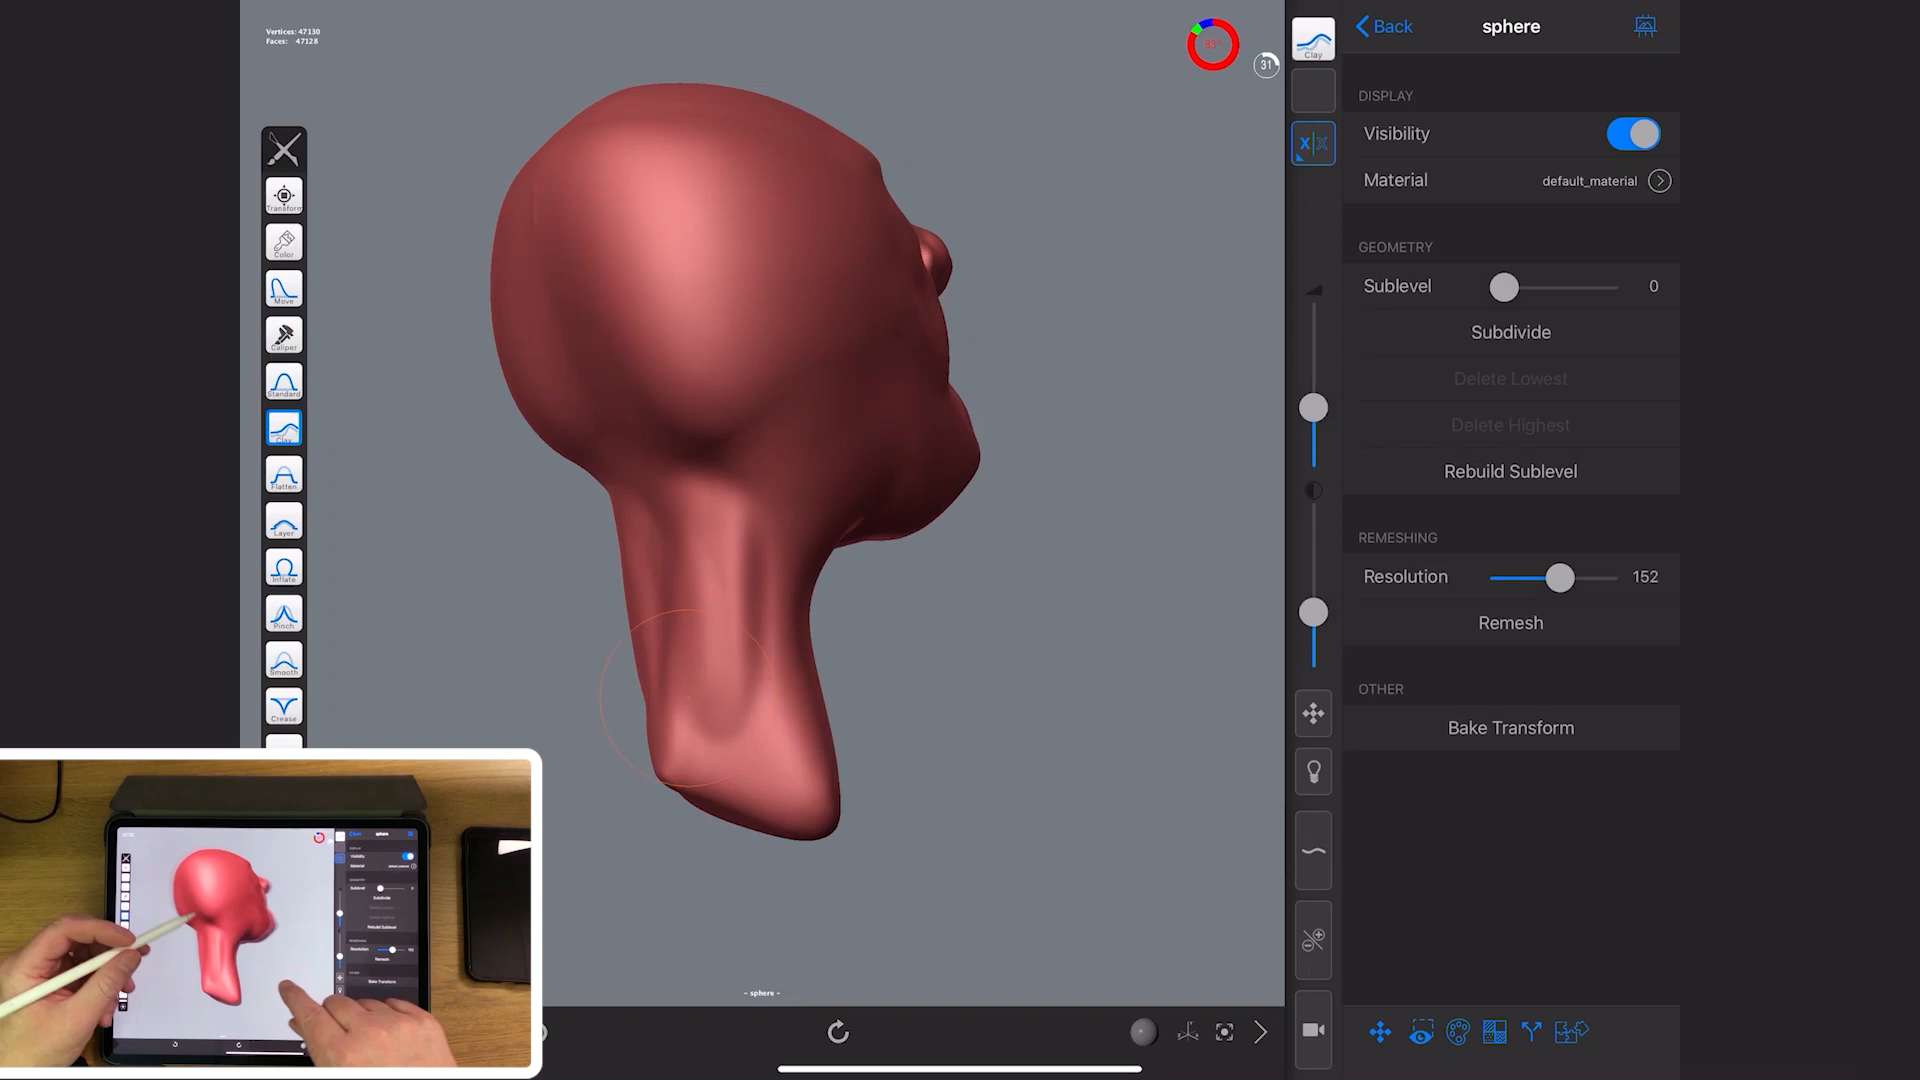 Vertices: 47130
Faces: 47128
83°
31
Clay
X|X
Transform
Color
Move
Caliper
Standard
Clay
Flatten
Layer
Inflate
Pinch
Smooth
Crease
~ sphere ~
Back
sphere
DISPLAY
Visibility
Material
default_material
GEOMETRY
Sublevel
0
Subdivide
Delete Lowest
Delete Highest
Rebuild Sublevel
REMESHING
Resolution
152
Remesh
OTHER
Bake Transform